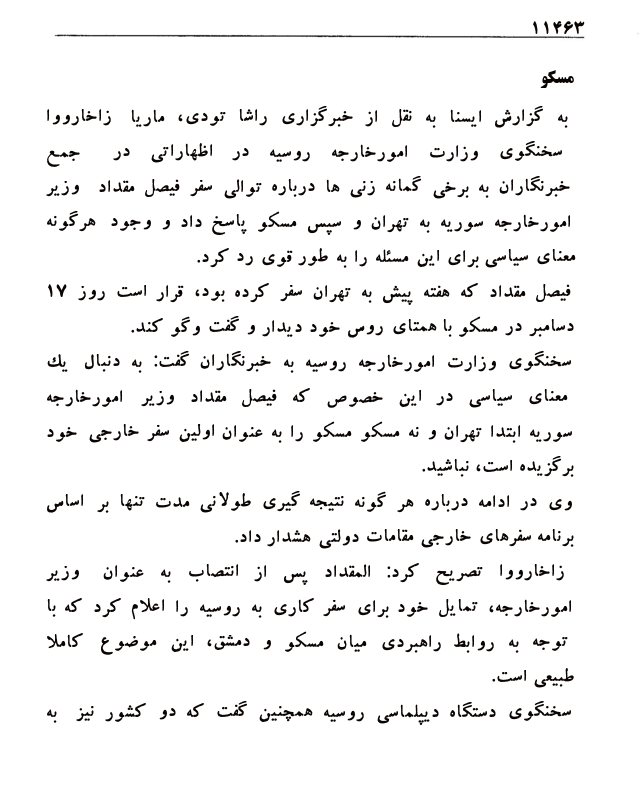 ۱۱۴۶۳
مسکو
به گزارش ایسنا به نقل از خبرگزاری راشا تودی، ماریا زاخارووا
سخنگوی وزارت امورخارجه روسیه در اظهاراتی در جمع
خبرنگاران به برخی گمانه زنی ها درباره توالی سفر فیصل مقداد وزیر
امورخارجه سوریه به تهران و سپس مسکو پاسخ داد و وجود هرگونه
معنای سیاسی برای این مسئله را به طور قوی رد کرد.
فیصل مقداد که هفته پیش به تهران سفر کرده بود، قرار است روز ۱۷
دسامبر در مسکو با همتای روس خود دیدار و گفت وگو کند.
سخنگوی وزارت امورخارجه روسیه به خبرنگاران گفت: به دنبال یك
معنای سیاسی در این خصوص که فیصل مقداد وزیر امورخارجه
سوریه ابتدا تهران و نه مسکو مسکو را به عنوان اولین سفر خارجی خود
برگزیده است، نباشید.
وی در ادامه درباره هر گونه نتیجه گیری طولانی مدت تنها بر اساس
برنامه سفرهای خارجی مقامات دولتی هشدار داد.
زاخارووا تصریح کرد: المقداد پس از انتصاب به عنوان وزیر
امورخارجه، تمایل خود برای سفر کاری به روسیه را اعلام کرد که با
توجه به روابط راهبردی میان مسکو و دمشق، این موضوع کاملا
طبیعی است.
سخنگوی دستگاه دیپلماسی روسیه همچنین گفت که دو کشور نیز به